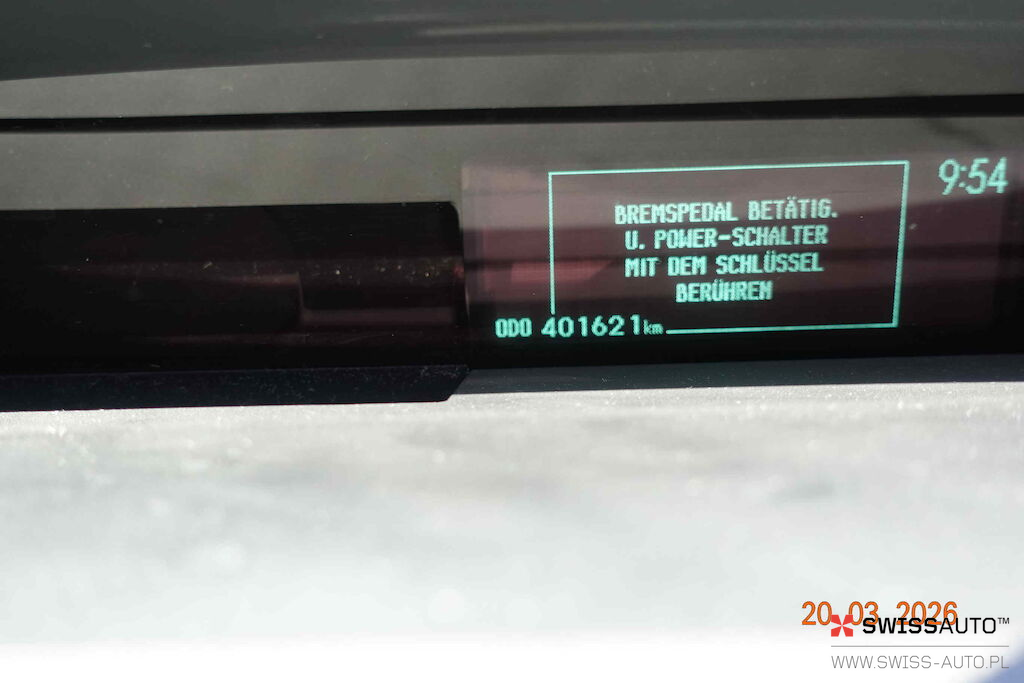 9:54
BREMSPEDAL BETÄTIG.
U. POWER-SCHALTER
MIT DEM SCHLÜSSEL
BERÜHREN
ODO 401621km
20.03.2026
SWISSAUTO™
WWW.SWISS-AUTO.PL